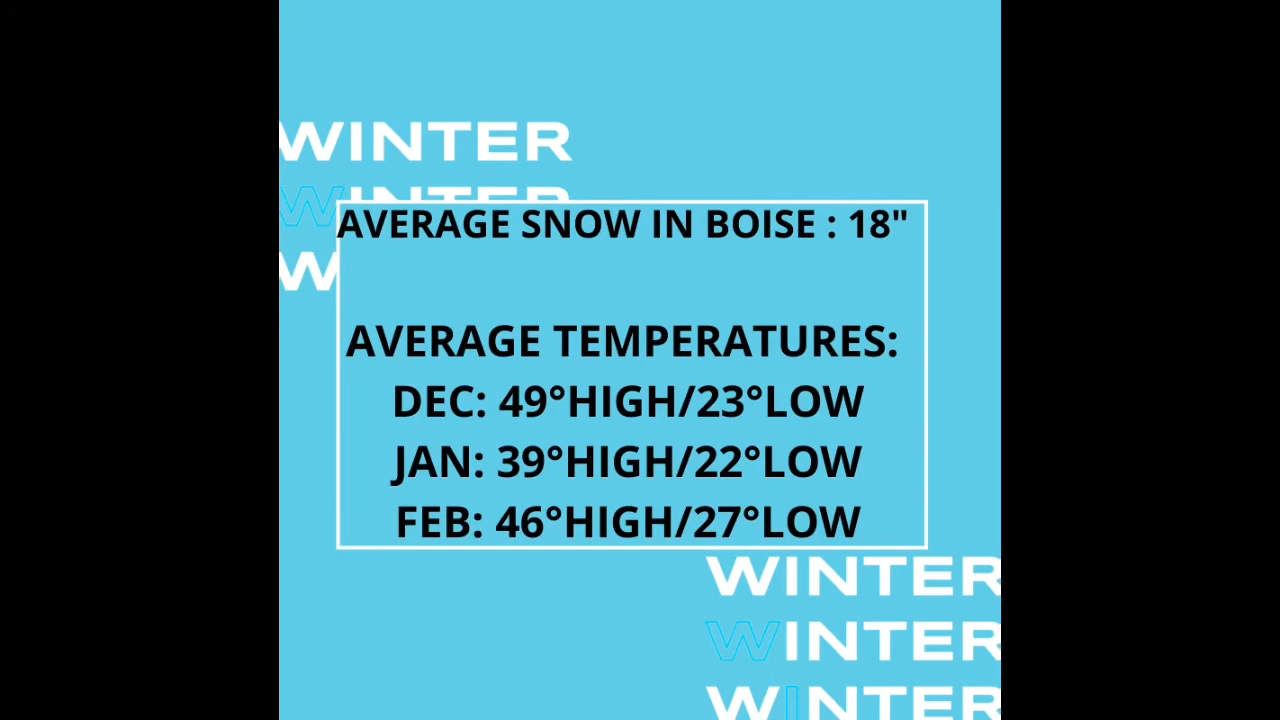 WINTER
WINTER
W
AVERAGE SNOW IN BOISE : 18"
AVERAGE TEMPERATURES:
DEC: 49°HIGH/23°LOW
JAN: 39°HIGH/22°LOW
FEB: 46°HIGH/27°LOW
WINTER
WINTER
WINTER